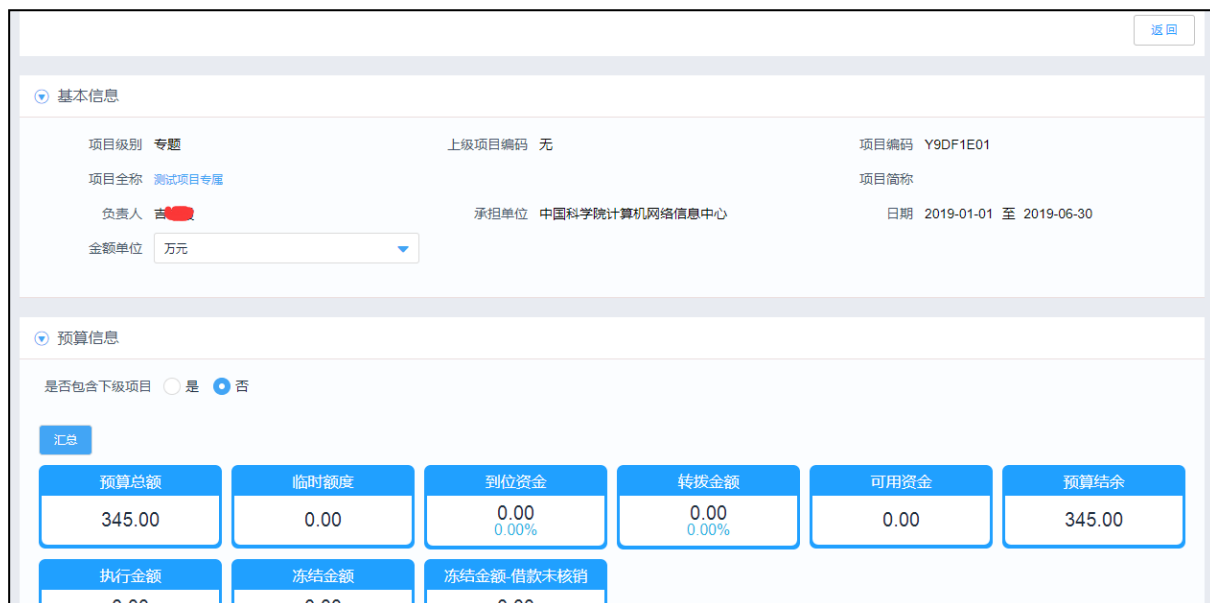 返回
基本信息
项目级别 专题 上级项目编码 无 项目编码 Y9DF1E01
项目全称 测试项目专属 项目简称
负责人 吉 承担单位 中国科学院计算机网络信息中心 日期 2019-01-01 至 2019-06-30
金额单位 万元
预算信息
是否包含下级项目 是 否
汇总
预算总额 临时额度 到位资金 转拨金额 可用资金 预算结余
345.00 0.00 0.00 0.00 0.00 345.00
0.00% 0.00%
执行金额 冻结金额 冻结金额-借款未核销
0.00 0.00 0.00